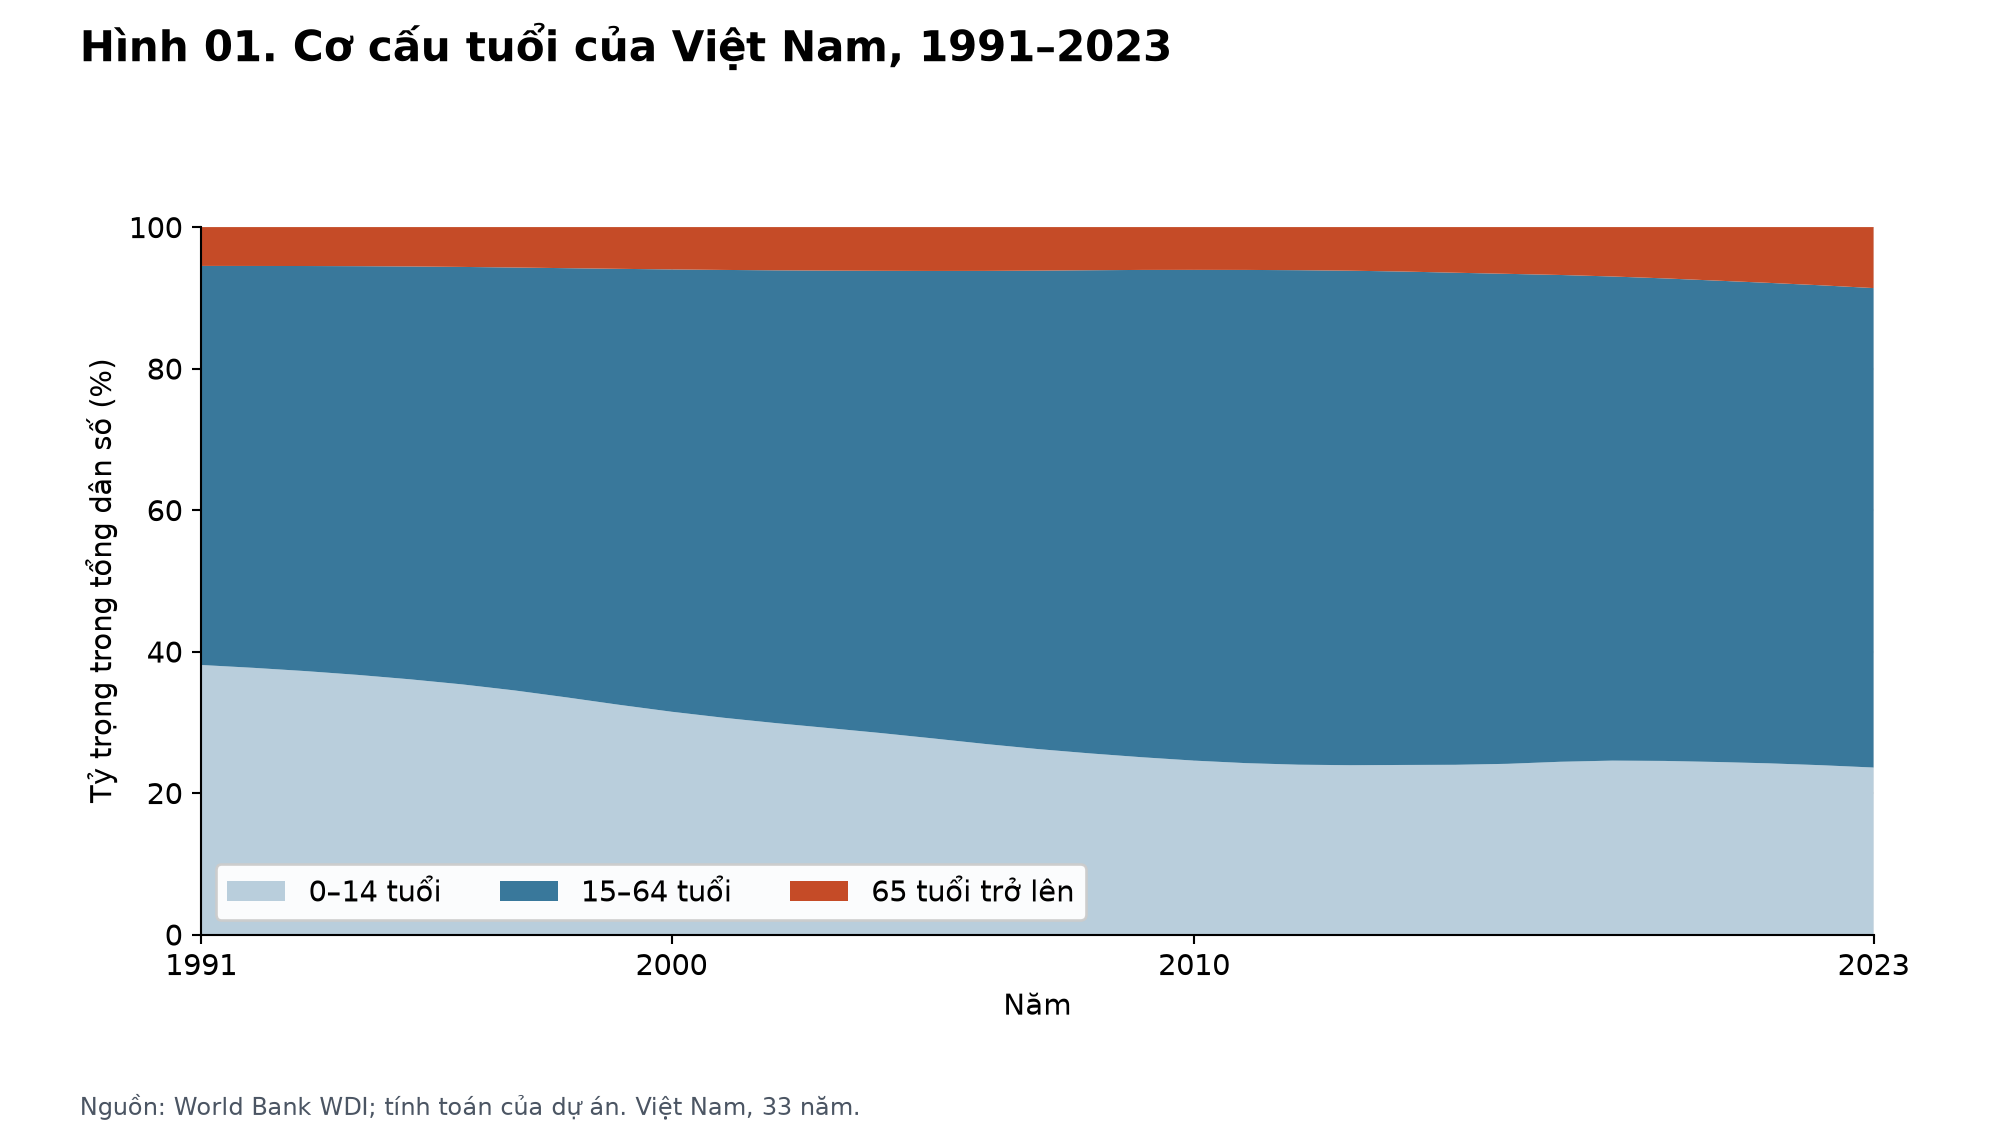 Hình 01. Cơ cấu tuổi của Việt Nam, 1991–2023
Tỷ trọng trong tổng dân số (%)
100
80
60
40
20
0
0–14 tuổi 15–64 tuổi 65 tuổi trở lên
1991 2000 2010 2023
Năm
Nguồn: World Bank WDI; tính toán của dự án. Việt Nam, 33 năm.